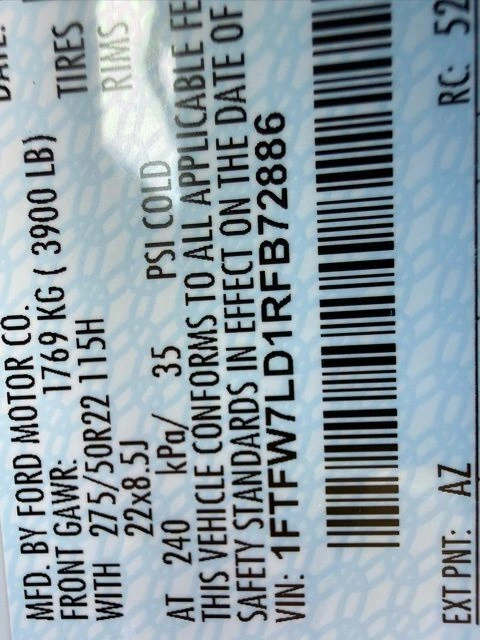 DATE:
MFD. BY FORD MOTOR CO.
FRONT GAWR: 1769 KG ( 3900 LB)
TIRES
WITH 275/50R22 115H
RIMS
22x8.5J
AT 240 kPa/ 35 PSI COLD
THIS VEHICLE CONFORMS TO ALL APPLICABLE FE
SAFETY STANDARDS IN EFFECT ON THE DATE OF
VIN: 1FTFW7LD1RFB72886
EXT PNT: AZ RC: 52